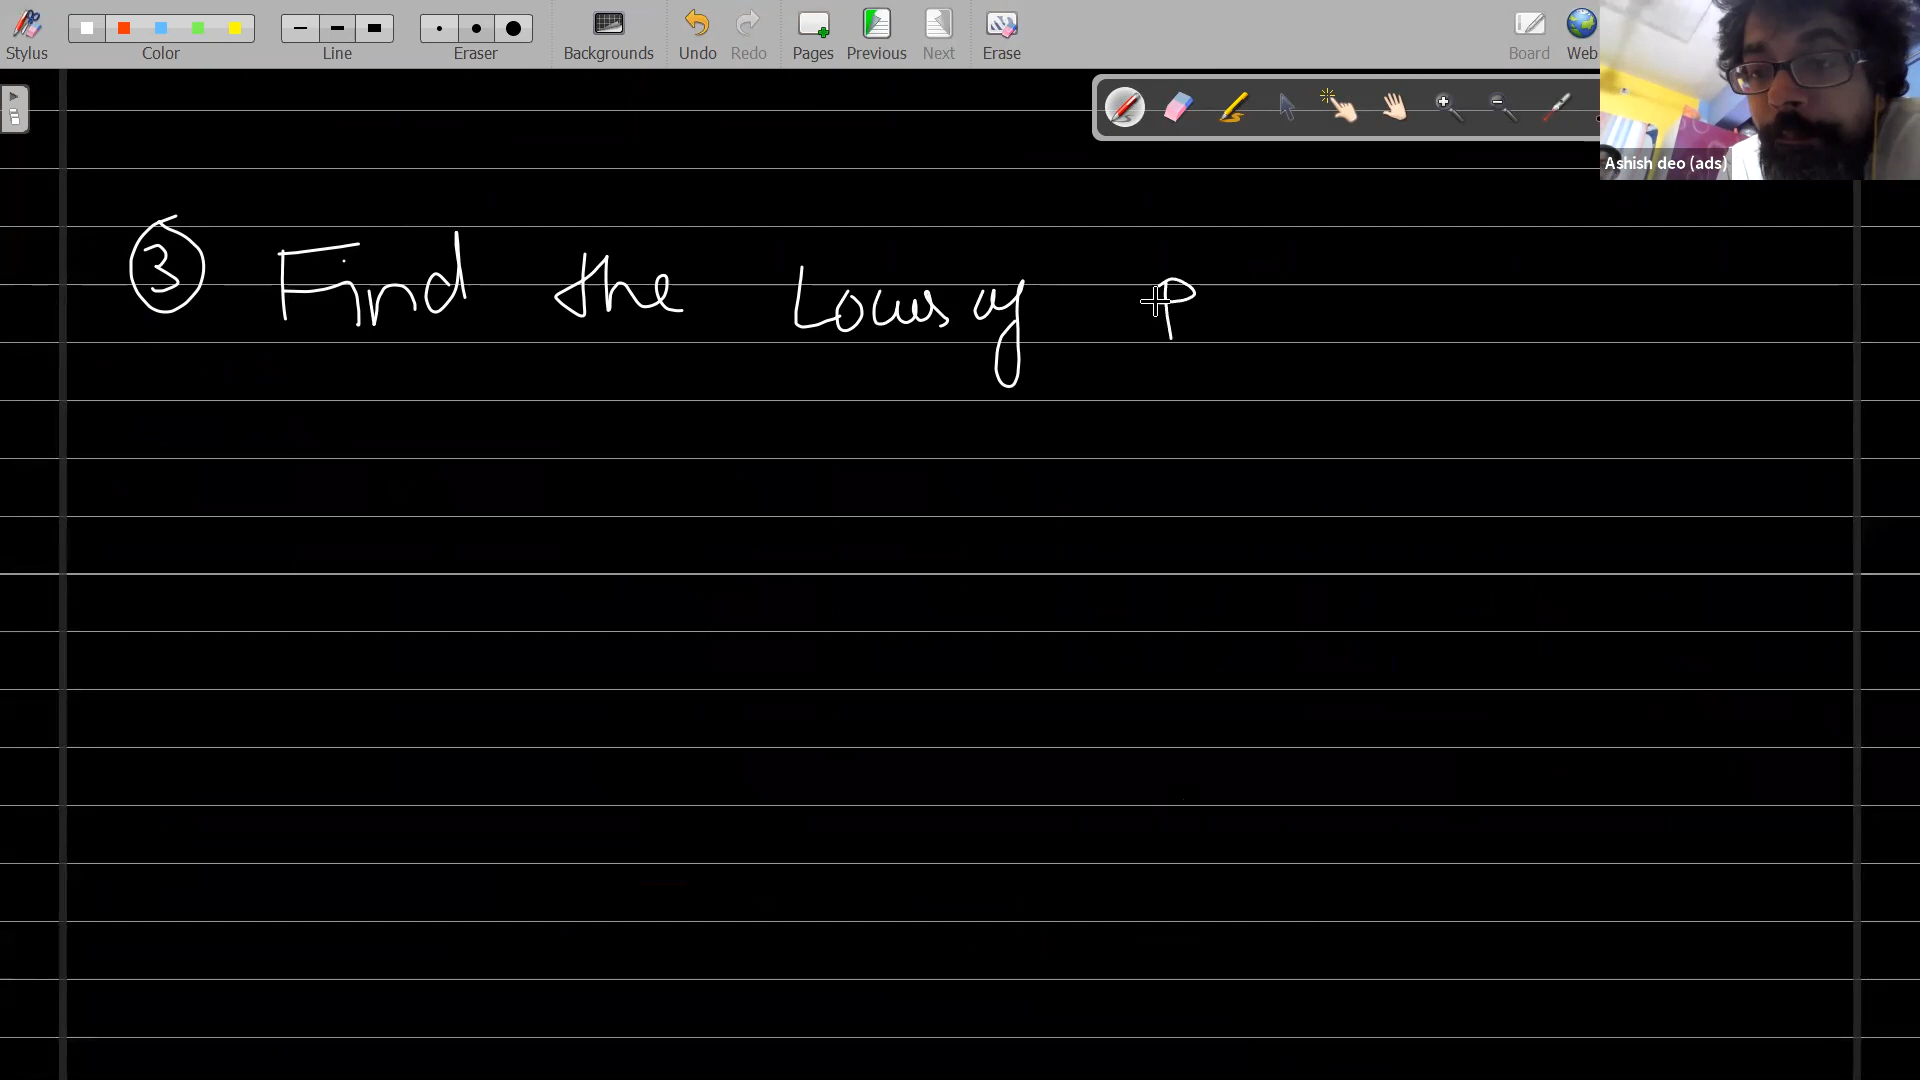 Stylus Color Line Eraser Backgrounds Undo Redo Pages Previous Next Erase Board Web
Ashish deo (ads)
③ Find the Locus of P